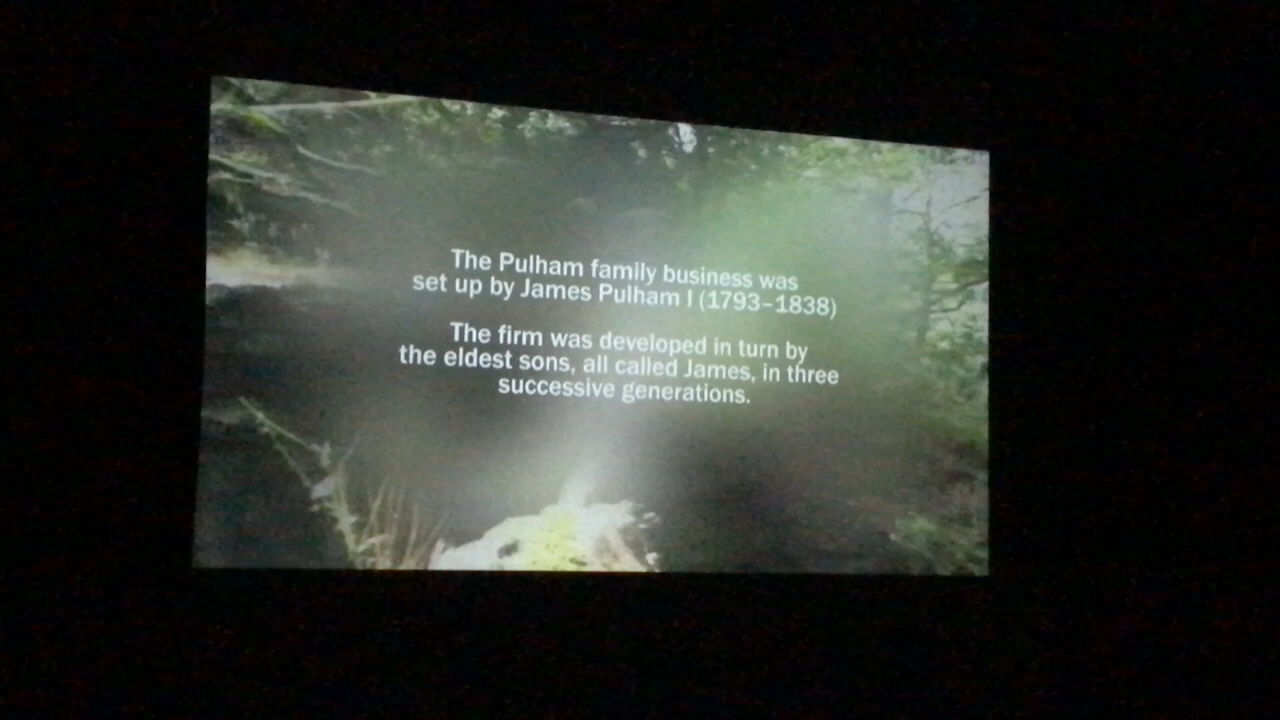 The Pulham family business was
set up by James Pulham I (1793–1838)
The firm was developed in turn by
the eldest sons, all called James, in three
successive generations.